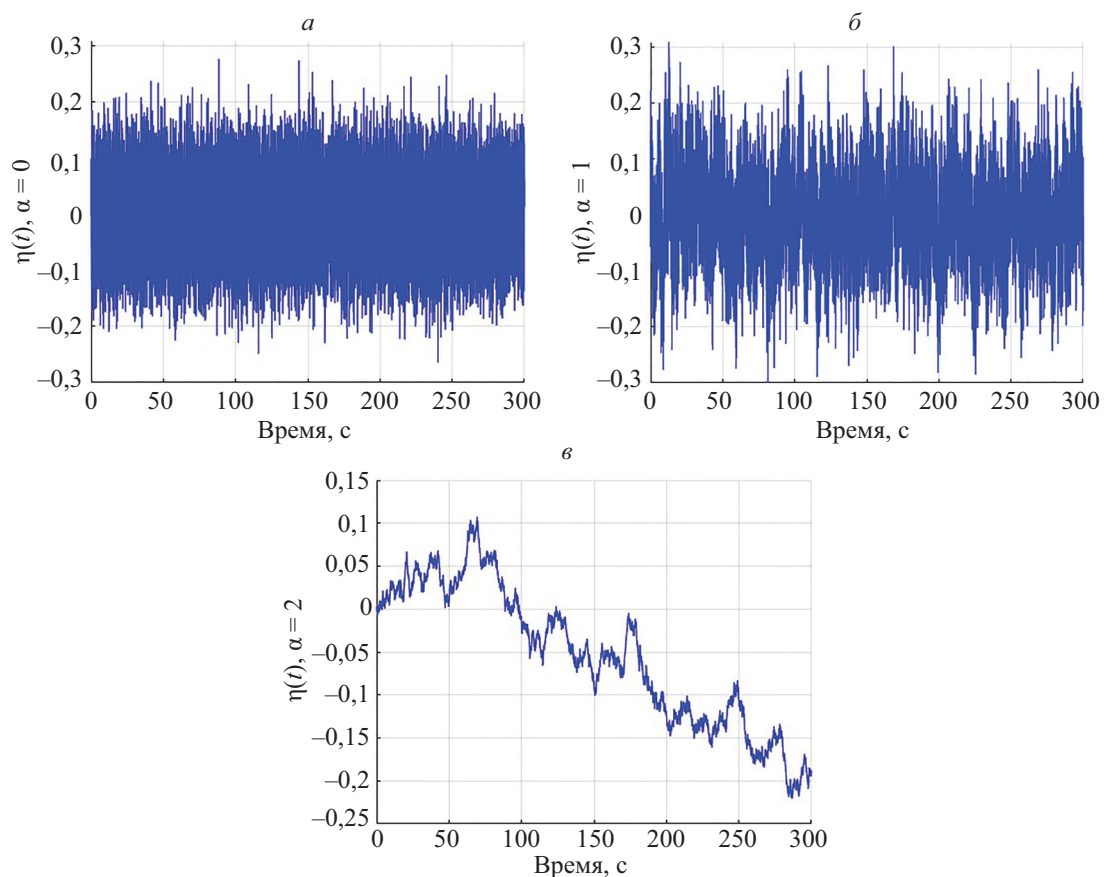 а
0,3
0,2
0,1
0
–0,1
–0,2
–0,3
η(t), α = 0
0 50 100 150 200 250 300
Время, с
б
0,3
0,2
0,1
0
–0,1
–0,2
–0,3
η(t), α = 1
0 50 100 150 200 250 300
Время, с
в
0,15
0,1
0,05
0
–0,05
–0,1
–0,15
–0,2
–0,25
η(t), α = 2
0 50 100 150 200 250 300
Время, с